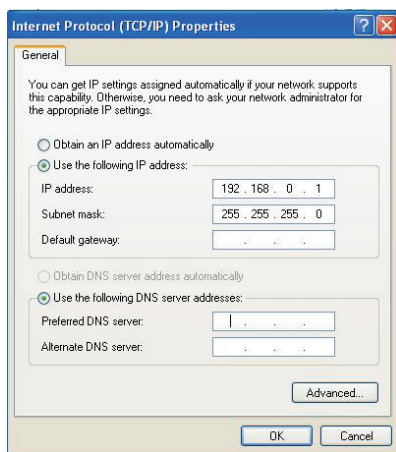 Internet Protocol (TCP/IP) Properties
General
You can get IP settings assigned automatically if your network supports
this capability. Otherwise, you need to ask your network administrator for
the appropriate IP settings.
Obtain an IP address automatically
Use the following IP address:
IP address: 192 . 168 . 0 . 1
Subnet mask: 255 . 255 . 255 . 0
Default gateway: . . .
Obtain DNS server address automatically
Use the following DNS server addresses:
Preferred DNS server: . . .
Alternate DNS server: . . .
Advanced...
OK Cancel